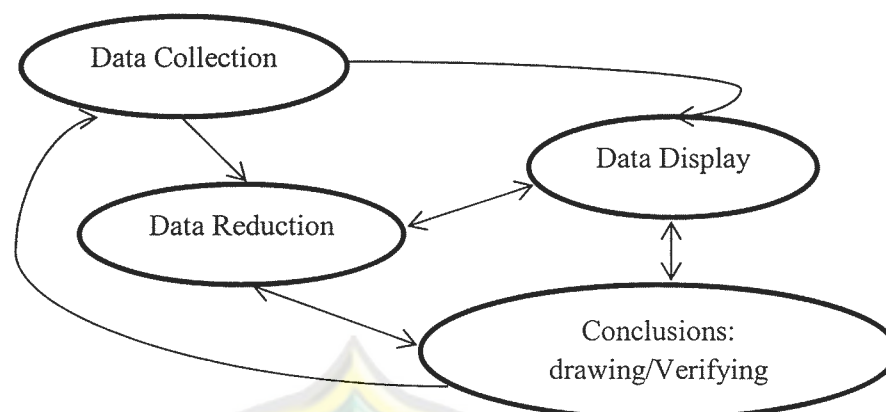 Data Collection
Data Display
Data Reduction
Conclusions:
drawing/Verifying